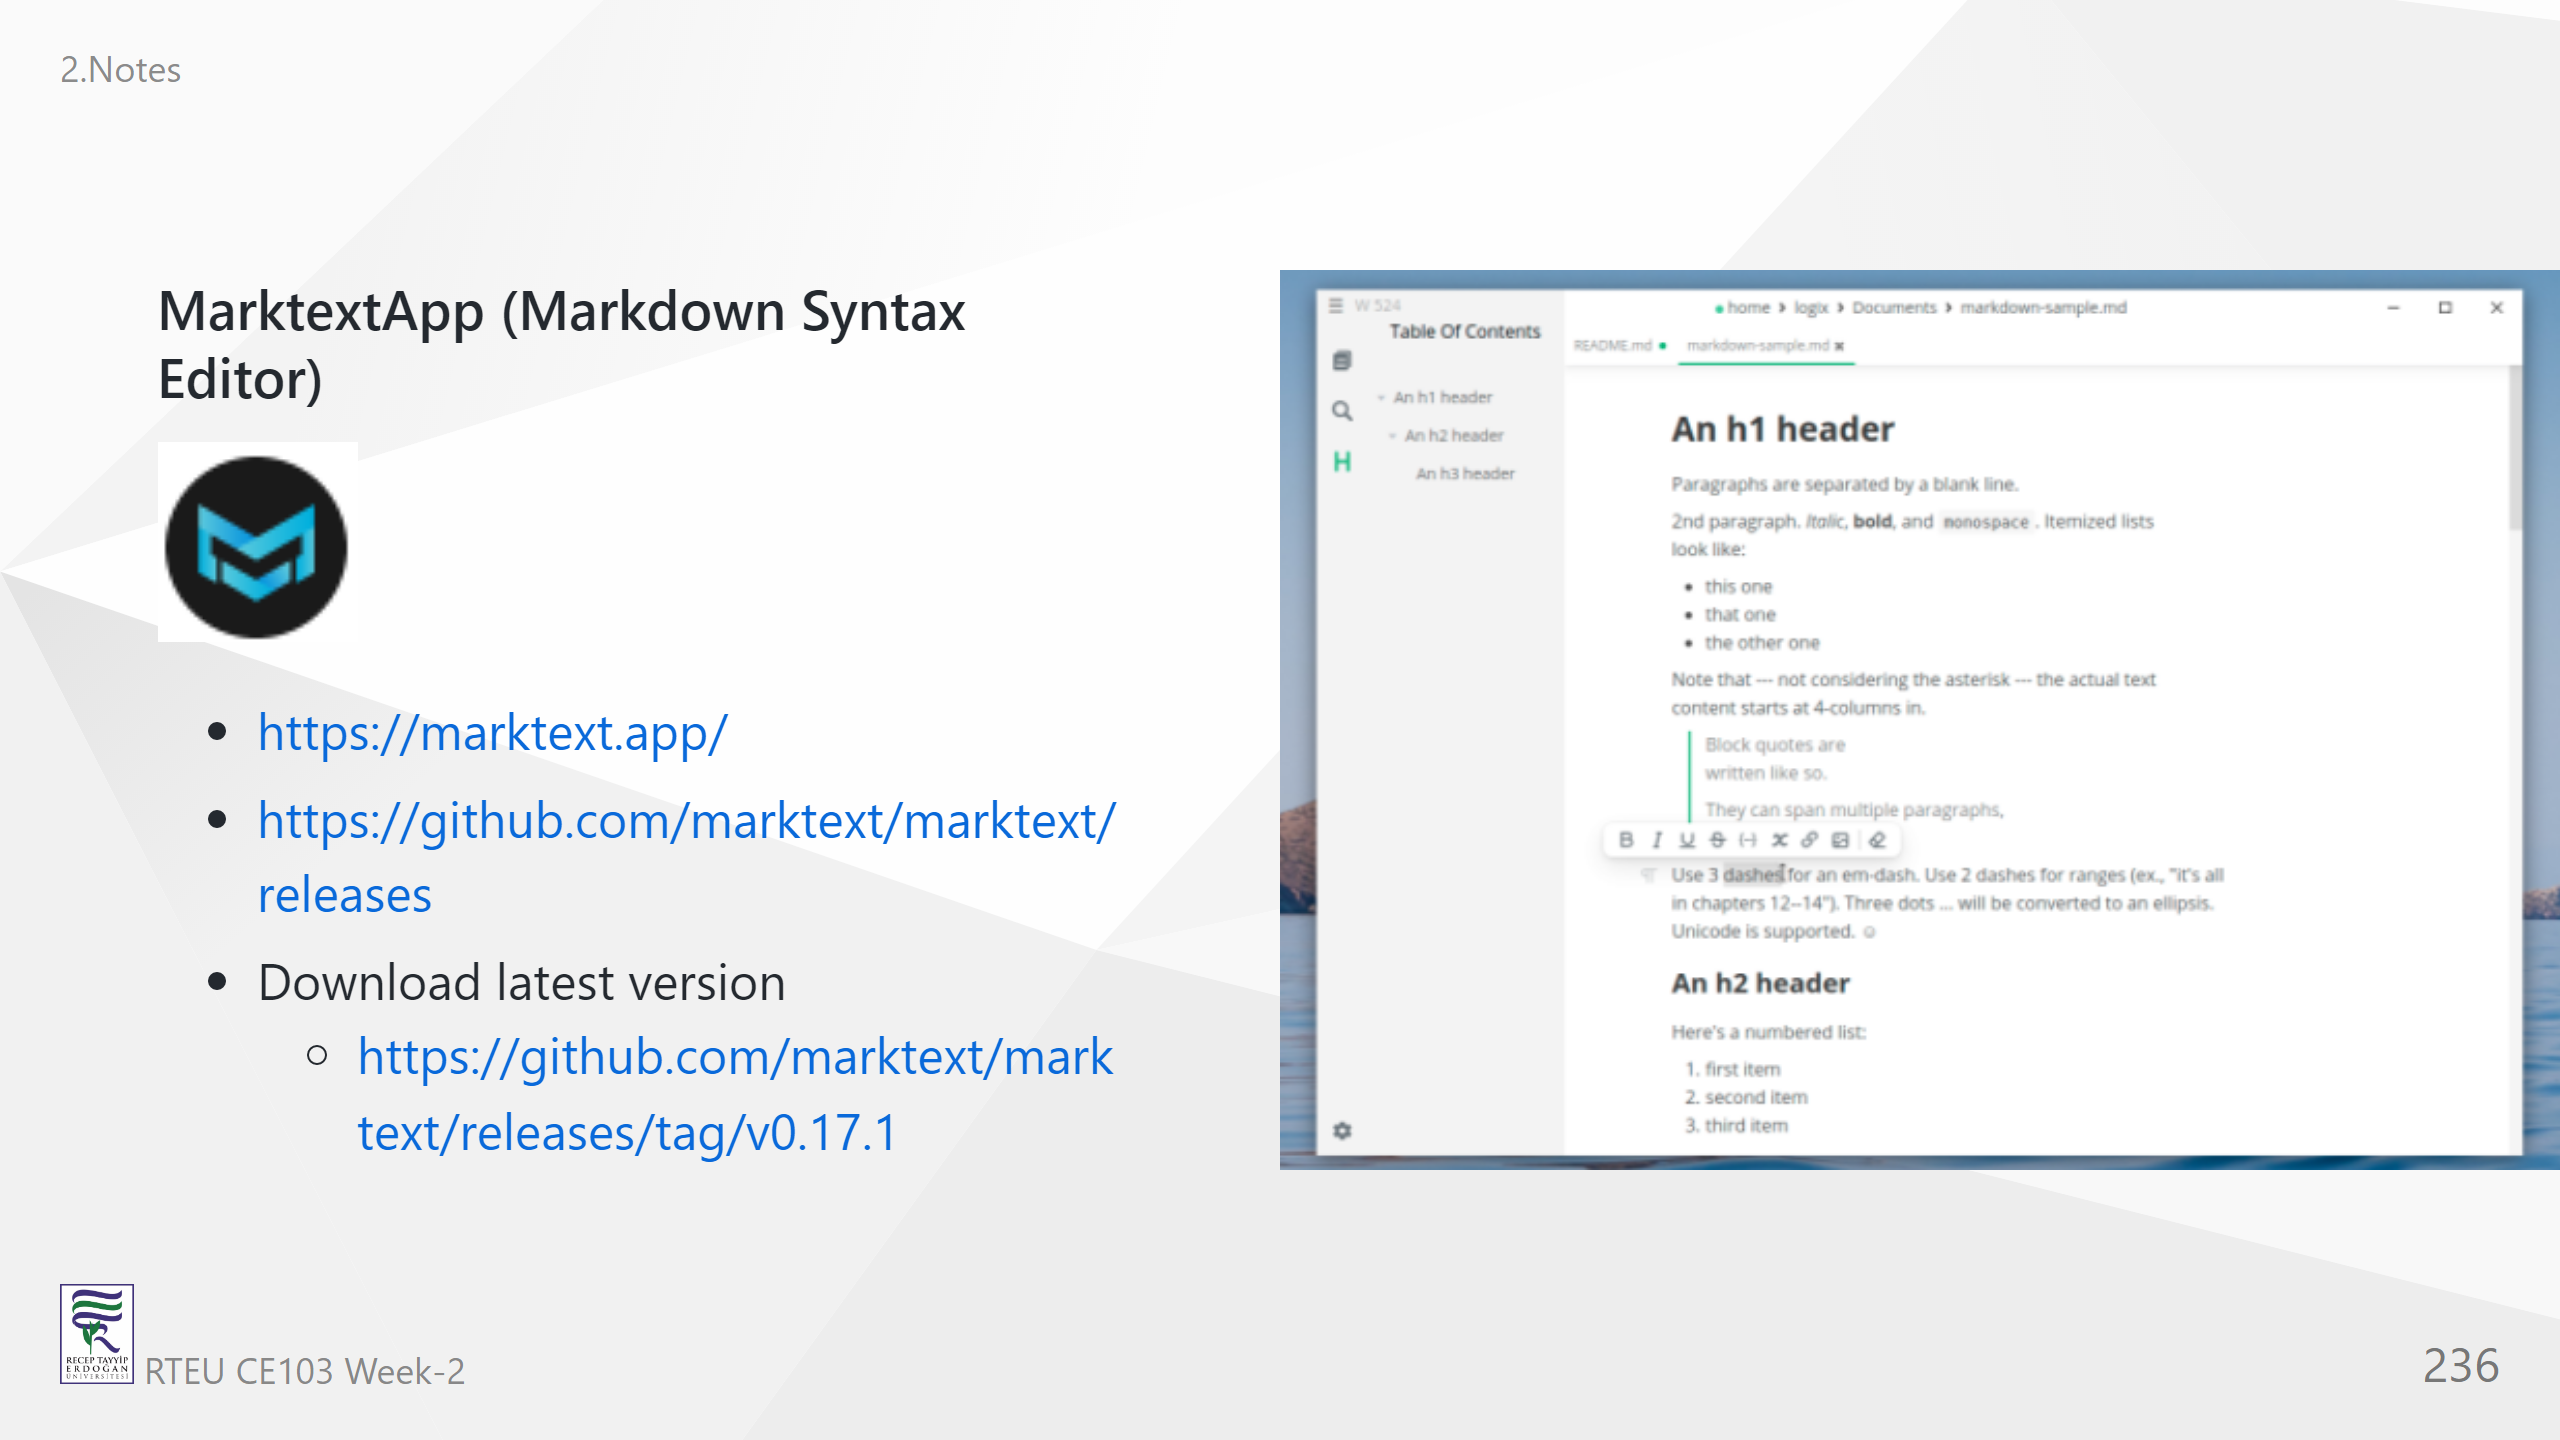 2.Notes
MarktextApp (Markdown Syntax
Editor)
https://marktext.app/
https://github.com/marktext/marktext/
releases
Download latest version
https://github.com/marktext/mark
text/releases/tag/v0.17.1
W 524
Table Of Contents
An h1 header
An h2 header
An h3 header
home › logix › Documents › markdown-sample.md
README.md
markdown-sample.md
An h1 header
Paragraphs are separated by a blank line.
2nd paragraph. Italic, bold, and monospace . Itemized lists
look like:
• this one
• that one
• the other one
Note that --- not considering the asterisk --- the actual text
content starts at 4-columns in.
Block quotes are
written like so.
They can span multiple paragraphs,
B I U S
Use 3 dashes for an em-dash. Use 2 dashes for ranges (ex., "it's all
in chapters 12--14"). Three dots ... will be converted to an ellipsis.
Unicode is supported. ☺
An h2 header
Here's a numbered list:
1. first item
2. second item
3. third item
RECEP TAYYİP
ERDOĞAN
ÜNİVERSİTESİ
RTEU CE103 Week-2
236